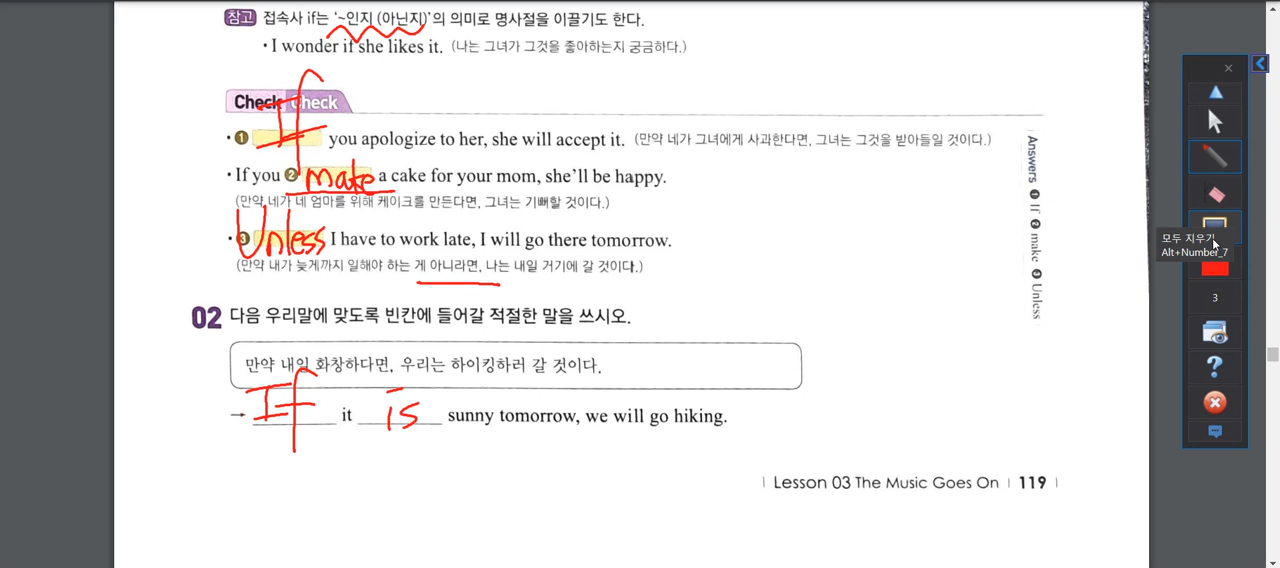 참고 접속사 if는 '~인지 (아닌지)'의 의미로 명사절을 이끌기도 한다.
• I wonder if she likes it. (나는 그녀가 그것을 좋아하는지 궁금하다.)
Check Check
• ❶ If you apologize to her, she will accept it. (만약 네가 그녀에게 사과한다면, 그녀는 그것을 받아들일 것이다.)
• If you ❷ make a cake for your mom, she'll be happy.
(만약 네가 네 엄마를 위해 케이크를 만든다면, 그녀는 기뻐할 것이다.)
• ❸ Unless I have to work late, I will go there tomorrow.
(만약 내가 늦게까지 일해야 하는 게 아니라면, 나는 내일 거기에 갈 것이다.)
Answers ❶ If ❷ make ❸ Unless
02 다음 우리말에 맞도록 빈칸에 들어갈 적절한 말을 쓰시오.
만약 내일 화창하다면, 우리는 하이킹하러 갈 것이다.
→ If it is sunny tomorrow, we will go hiking.
Lesson 03 The Music Goes On | 119
모두 지우기
Alt+Number_7
3